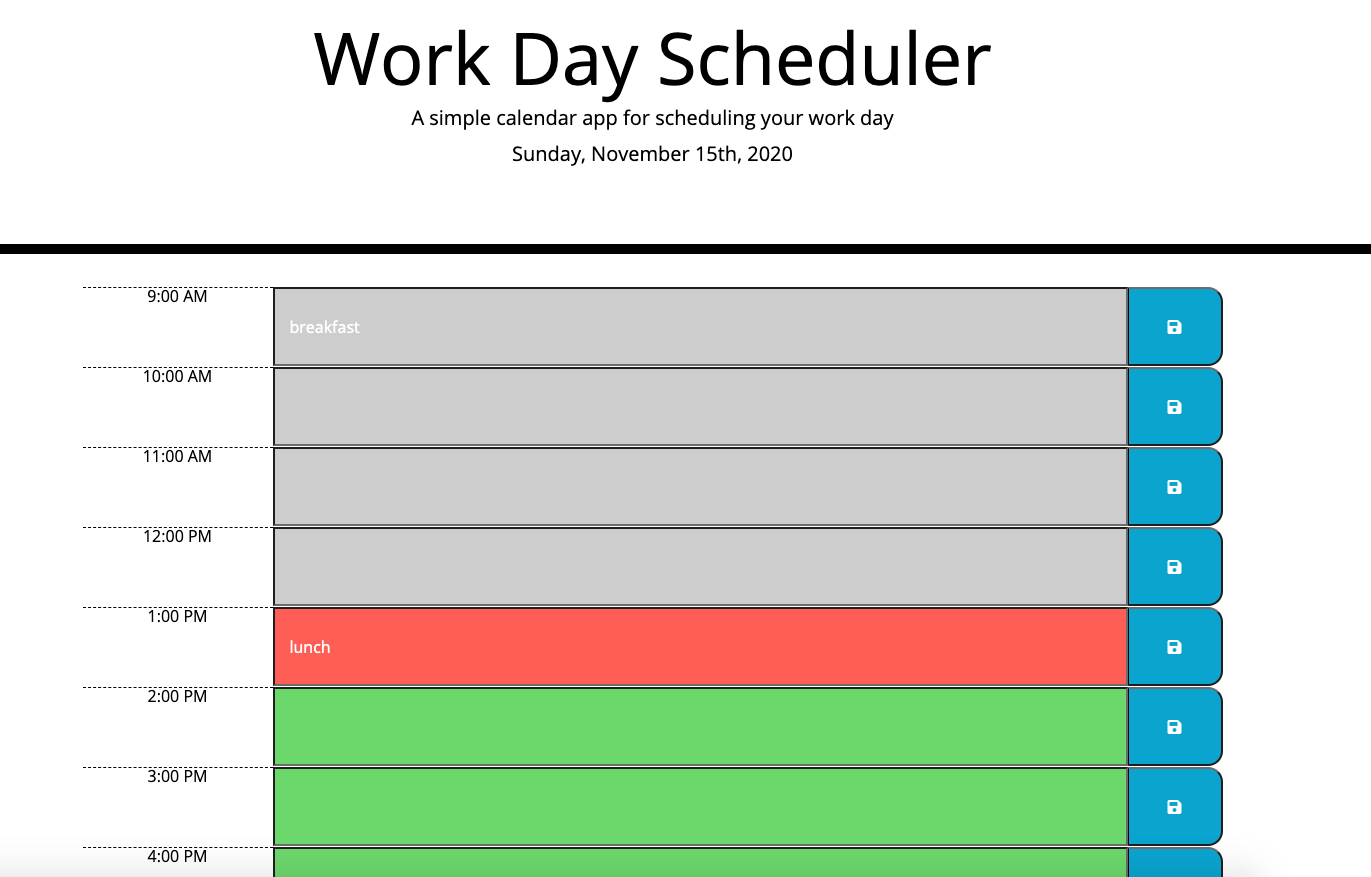 Work Day Scheduler
A simple calendar app for scheduling your work day
Sunday, November 15th, 2020
9:00 AM
breakfast
10:00 AM
11:00 AM
12:00 PM
1:00 PM
lunch
2:00 PM
3:00 PM
4:00 PM